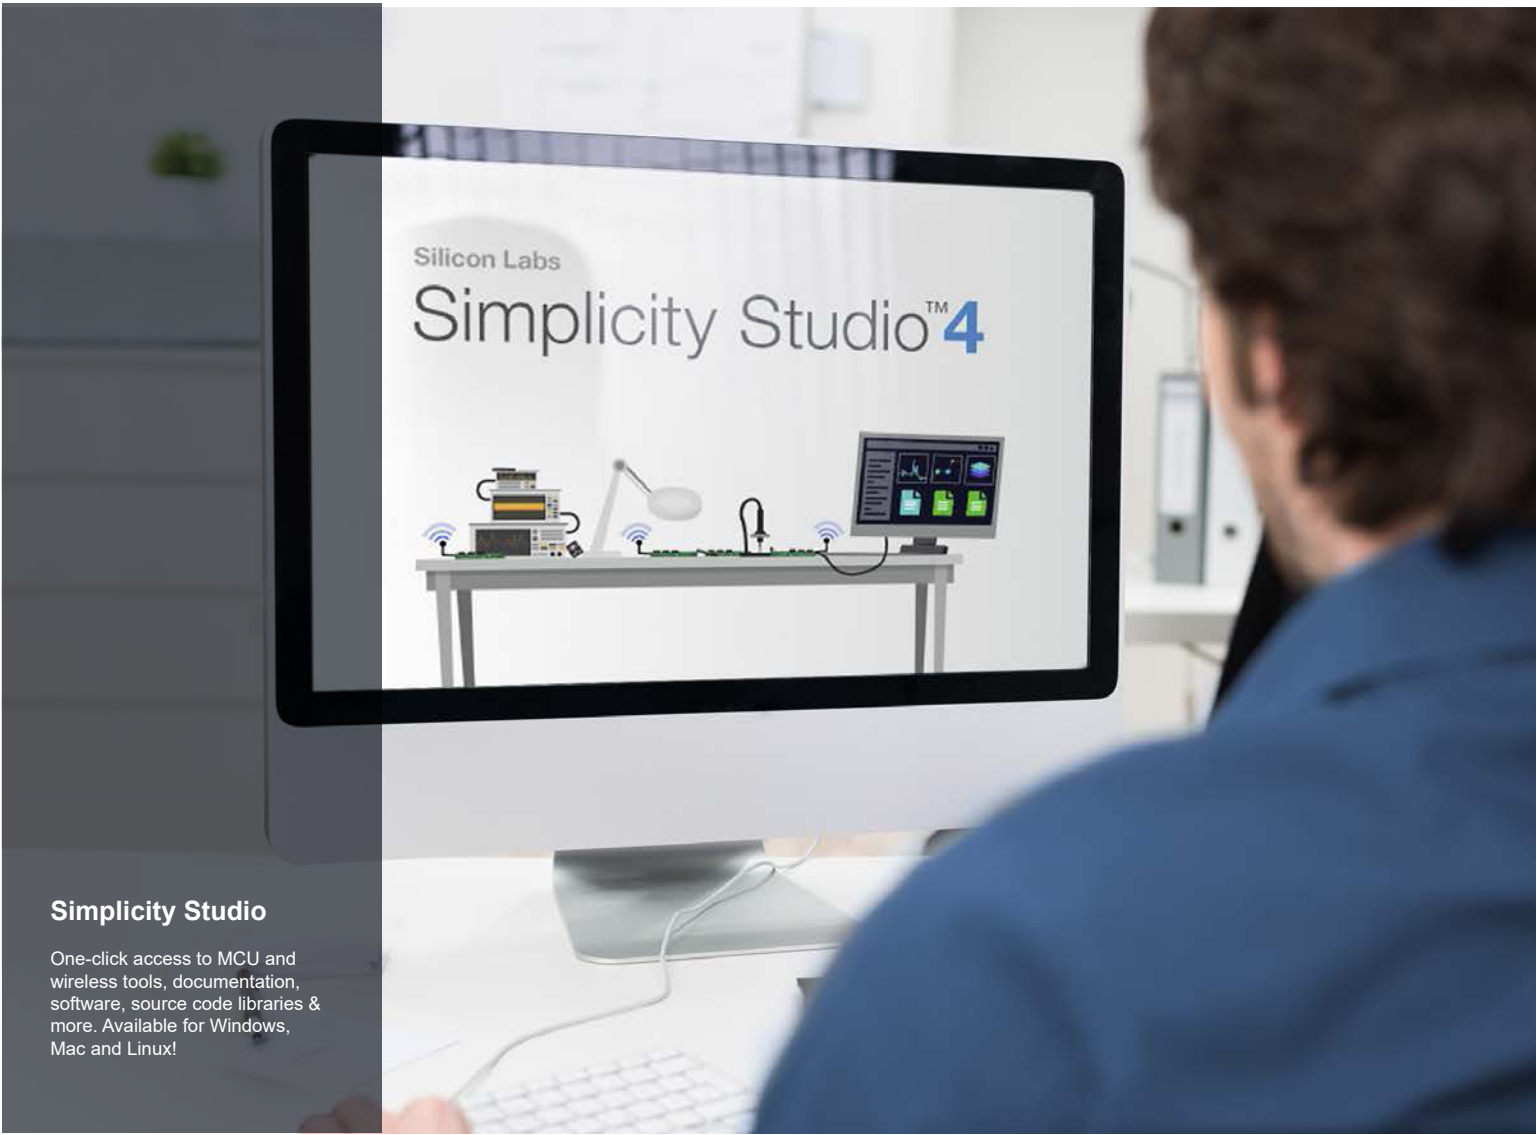 Silicon Labs
Simplicity Studio™4
Simplicity Studio
One-click access to MCU and
wireless tools, documentation,
software, source code libraries &
more. Available for Windows,
Mac and Linux!